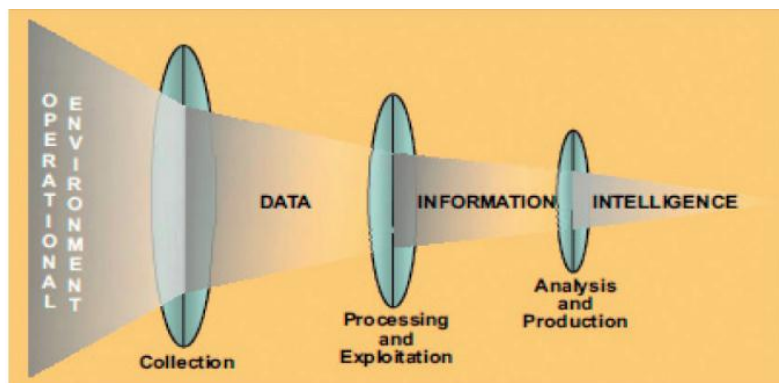 OPERATIONAL
ENVIRONMENT
DATA
INFORMATION
INTELLIGENCE
Collection
Processing
and
Exploitation
Analysis
and
Production